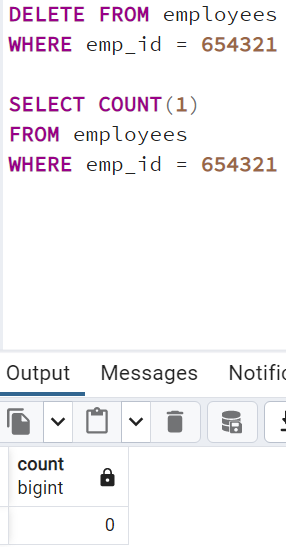 DELETE FROM employees
WHERE emp_id = 654321
SELECT COUNT(1)
FROM employees
WHERE emp_id = 654321
Output Messages
count
bigint
0